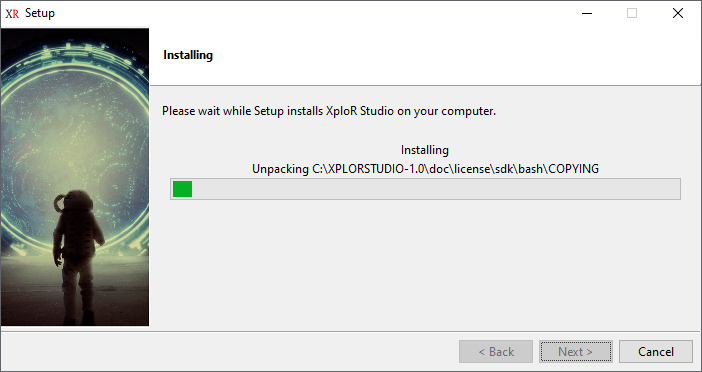 XR Setup
Installing
Please wait while Setup installs XploR Studio on your computer.
Installing
Unpacking C:\XPLORSTUDIO-1.0\doc\license\sdk\bash\COPYING
< Back Next > Cancel